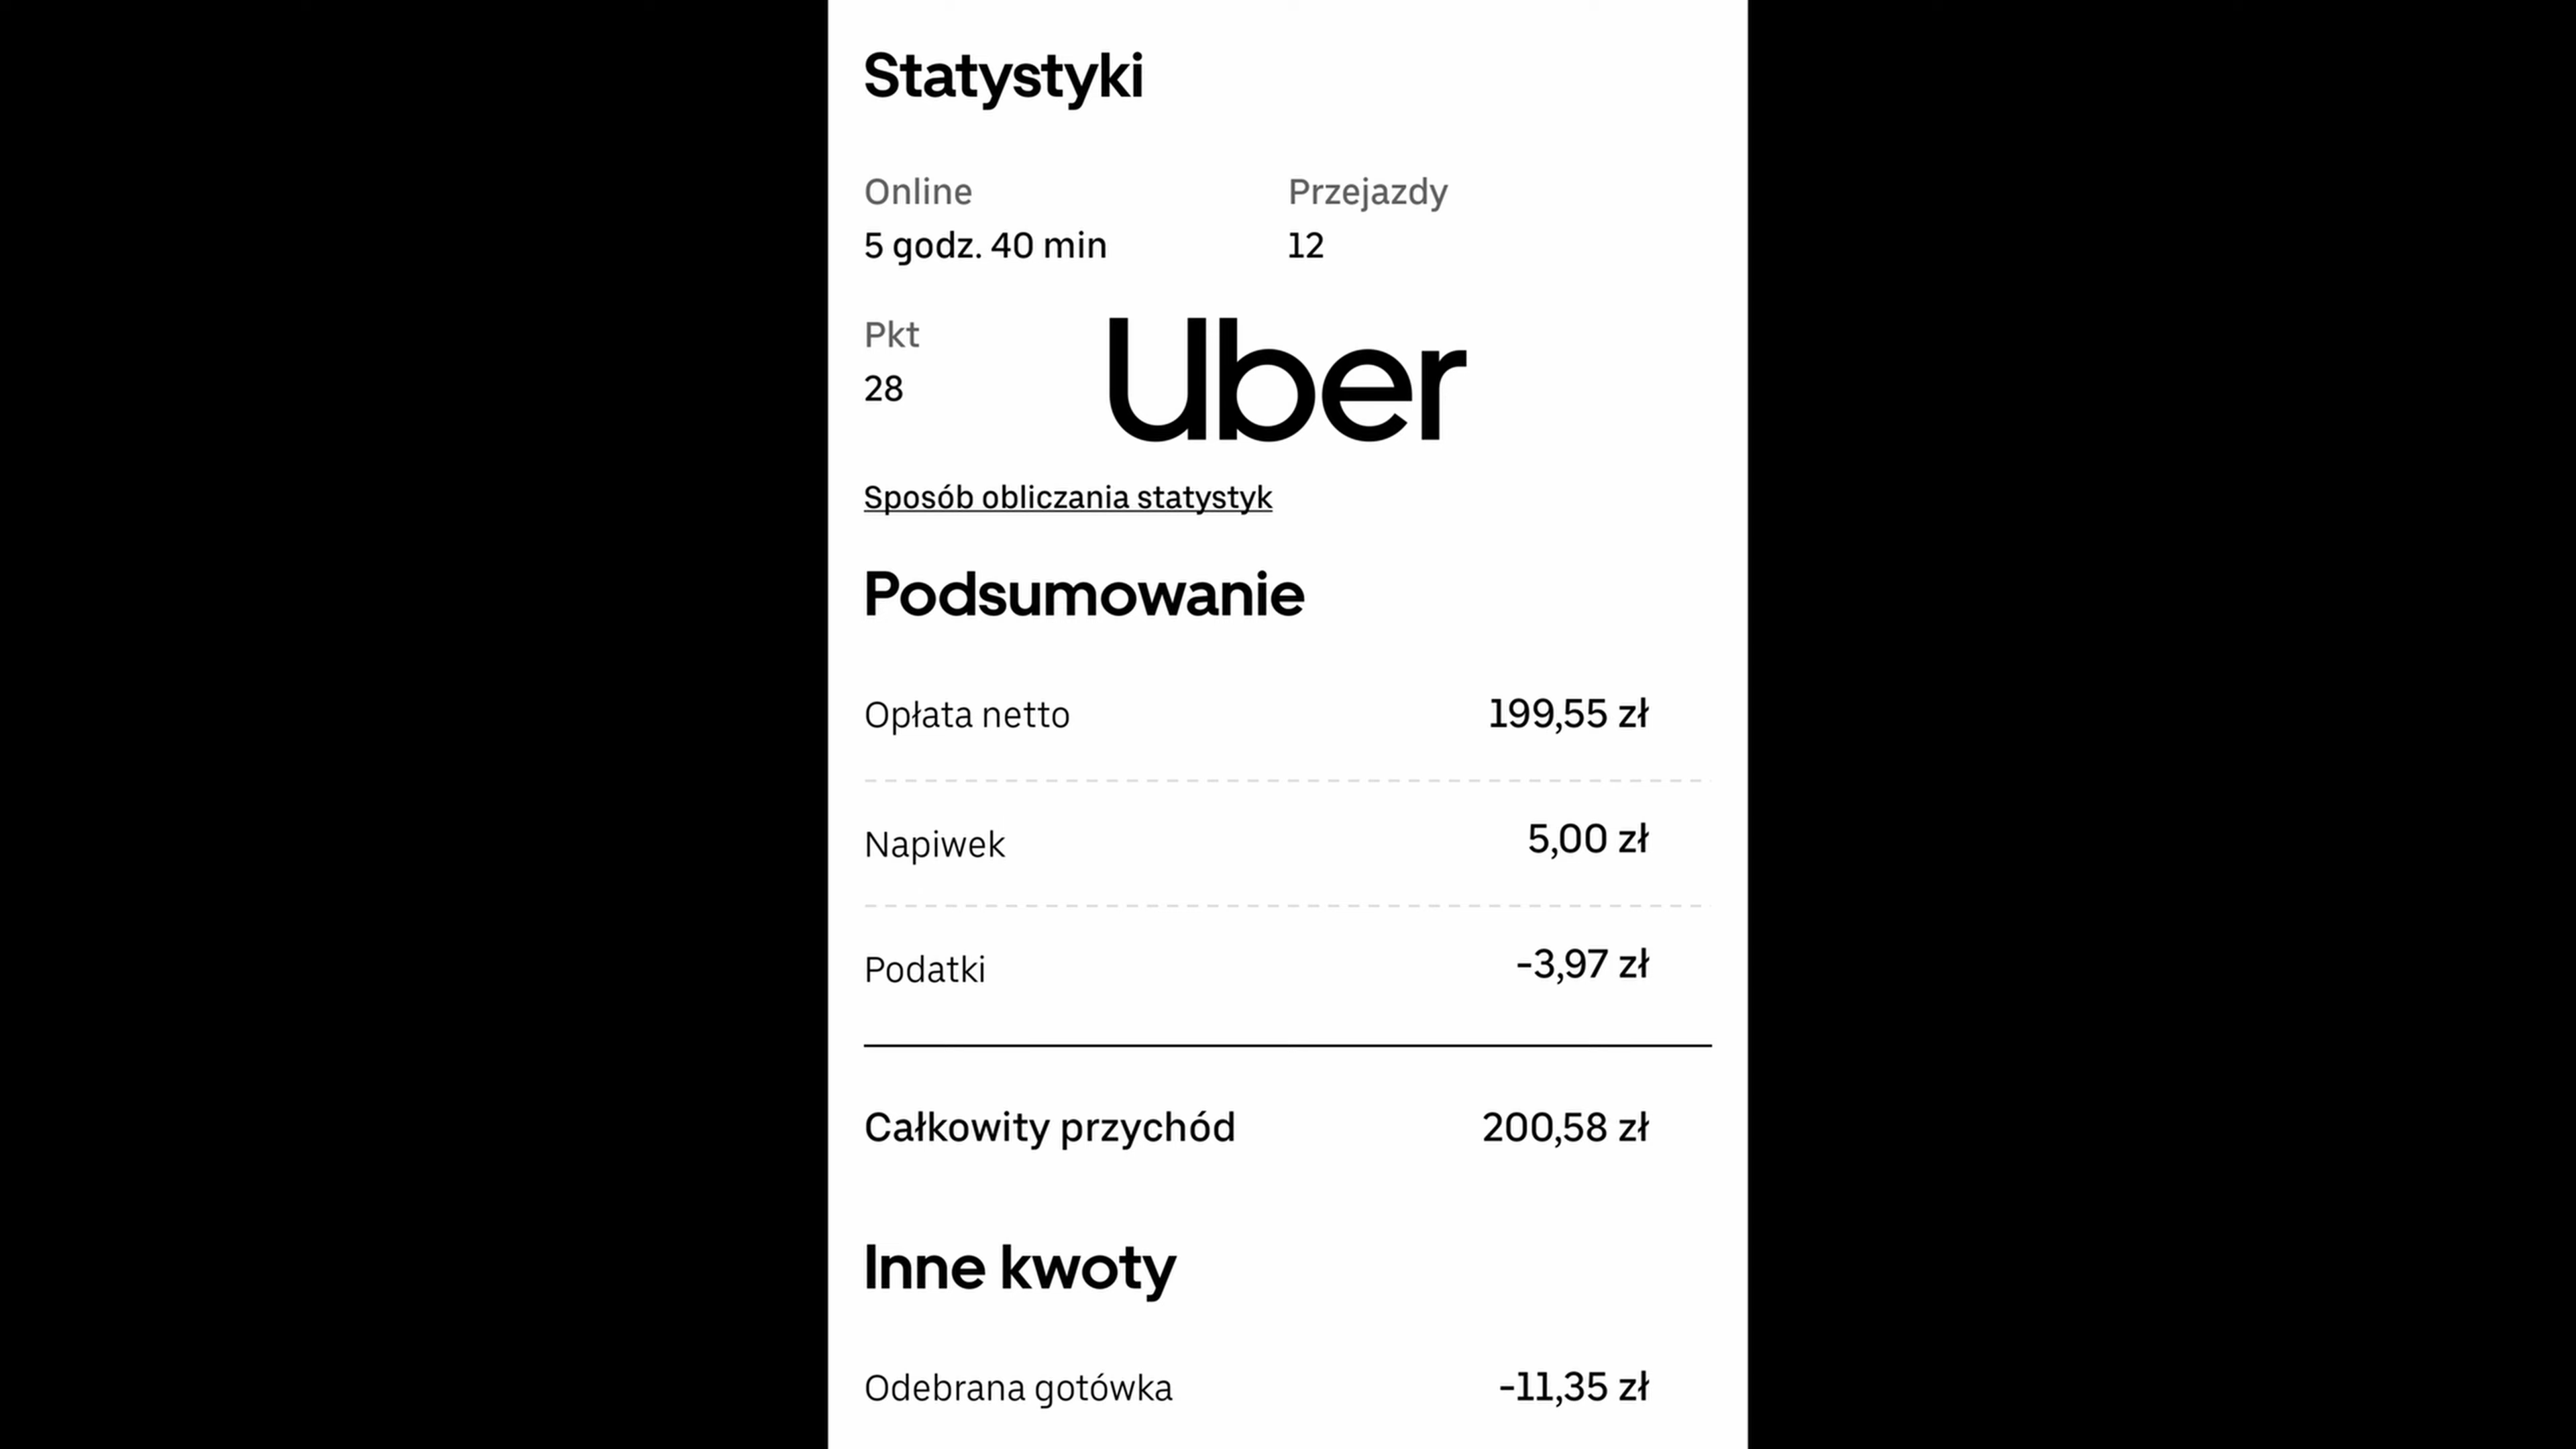 Statystyki
Online
5 godz. 40 min
Przejazdy
12
Pkt
28
Uber
Sposób obliczania statystyk
Podsumowanie
Opłata netto 199,55 zł
Napiwek 5,00 zł
Podatki -3,97 zł
Całkowity przychód 200,58 zł
Inne kwoty
Odebrana gotówka -11,35 zł